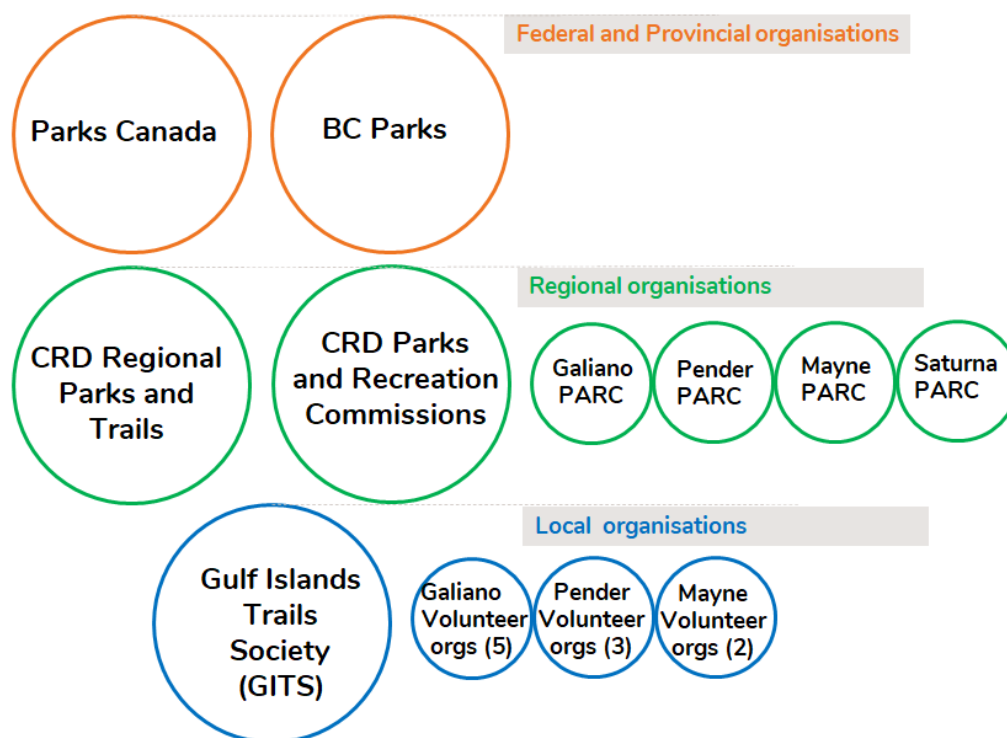 Federal and Provincial organisations
Parks Canada
BC Parks
Regional organisations
CRD Regional
Parks and
Trails
CRD Parks
and Recreation
Commissions
Galiano
PARC
Pender
PARC
Mayne
PARC
Saturna
PARC
Local organisations
Gulf Islands
Trails
Society
(GITS)
Galiano
Volunteer
orgs (5)
Pender
Volunteer
orgs (3)
Mayne
Volunteer
orgs (2)